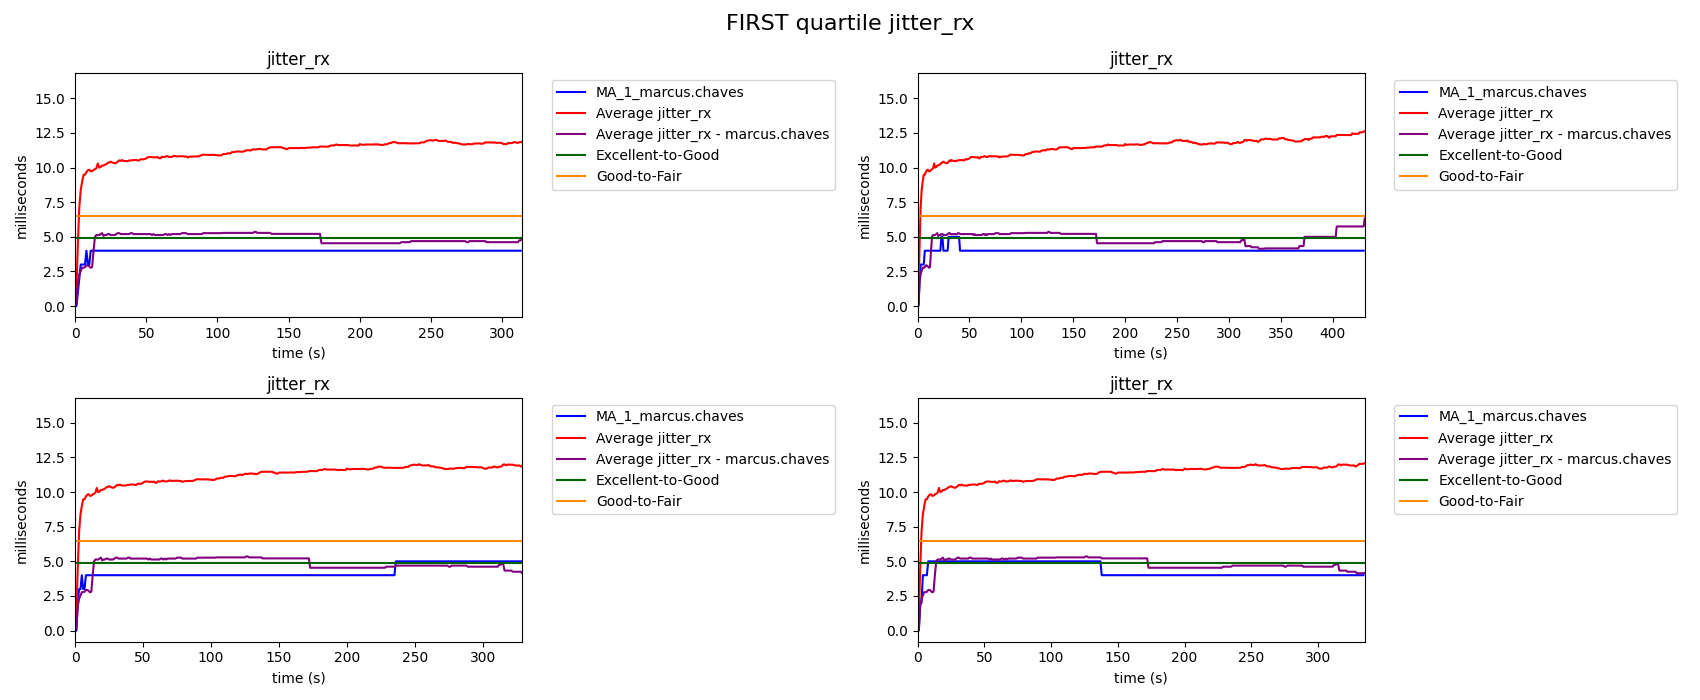 FIRST quartile jitter_rx
jitter_rx
milliseconds
15.0
12.5
10.0
7.5
5.0
2.5
0.0
0 50 100 150 200 250 300
time (s)
MA_1_marcus.chaves
Average jitter_rx
Average jitter_rx - marcus.chaves
Excellent-to-Good
Good-to-Fair
jitter_rx
milliseconds
15.0
12.5
10.0
7.5
5.0
2.5
0.0
0 50 100 150 200 250 300 350 400
time (s)
MA_1_marcus.chaves
Average jitter_rx
Average jitter_rx - marcus.chaves
Excellent-to-Good
Good-to-Fair
jitter_rx
milliseconds
15.0
12.5
10.0
7.5
5.0
2.5
0.0
0 50 100 150 200 250 300
time (s)
MA_1_marcus.chaves
Average jitter_rx
Average jitter_rx - marcus.chaves
Excellent-to-Good
Good-to-Fair
jitter_rx
milliseconds
15.0
12.5
10.0
7.5
5.0
2.5
0.0
0 50 100 150 200 250 300
time (s)
MA_1_marcus.chaves
Average jitter_rx
Average jitter_rx - marcus.chaves
Excellent-to-Good
Good-to-Fair